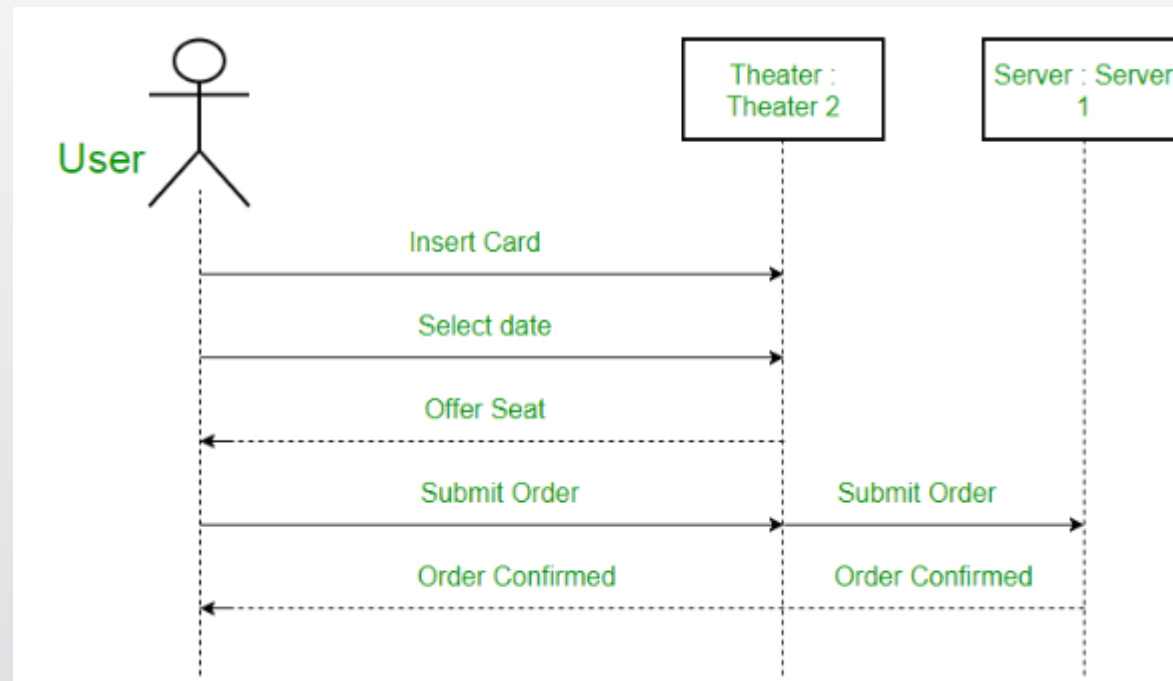 User
Theater :
Theater 2
Server : Server
1
Insert Card
Select date
Offer Seat
Submit Order
Submit Order
Order Confirmed
Order Confirmed